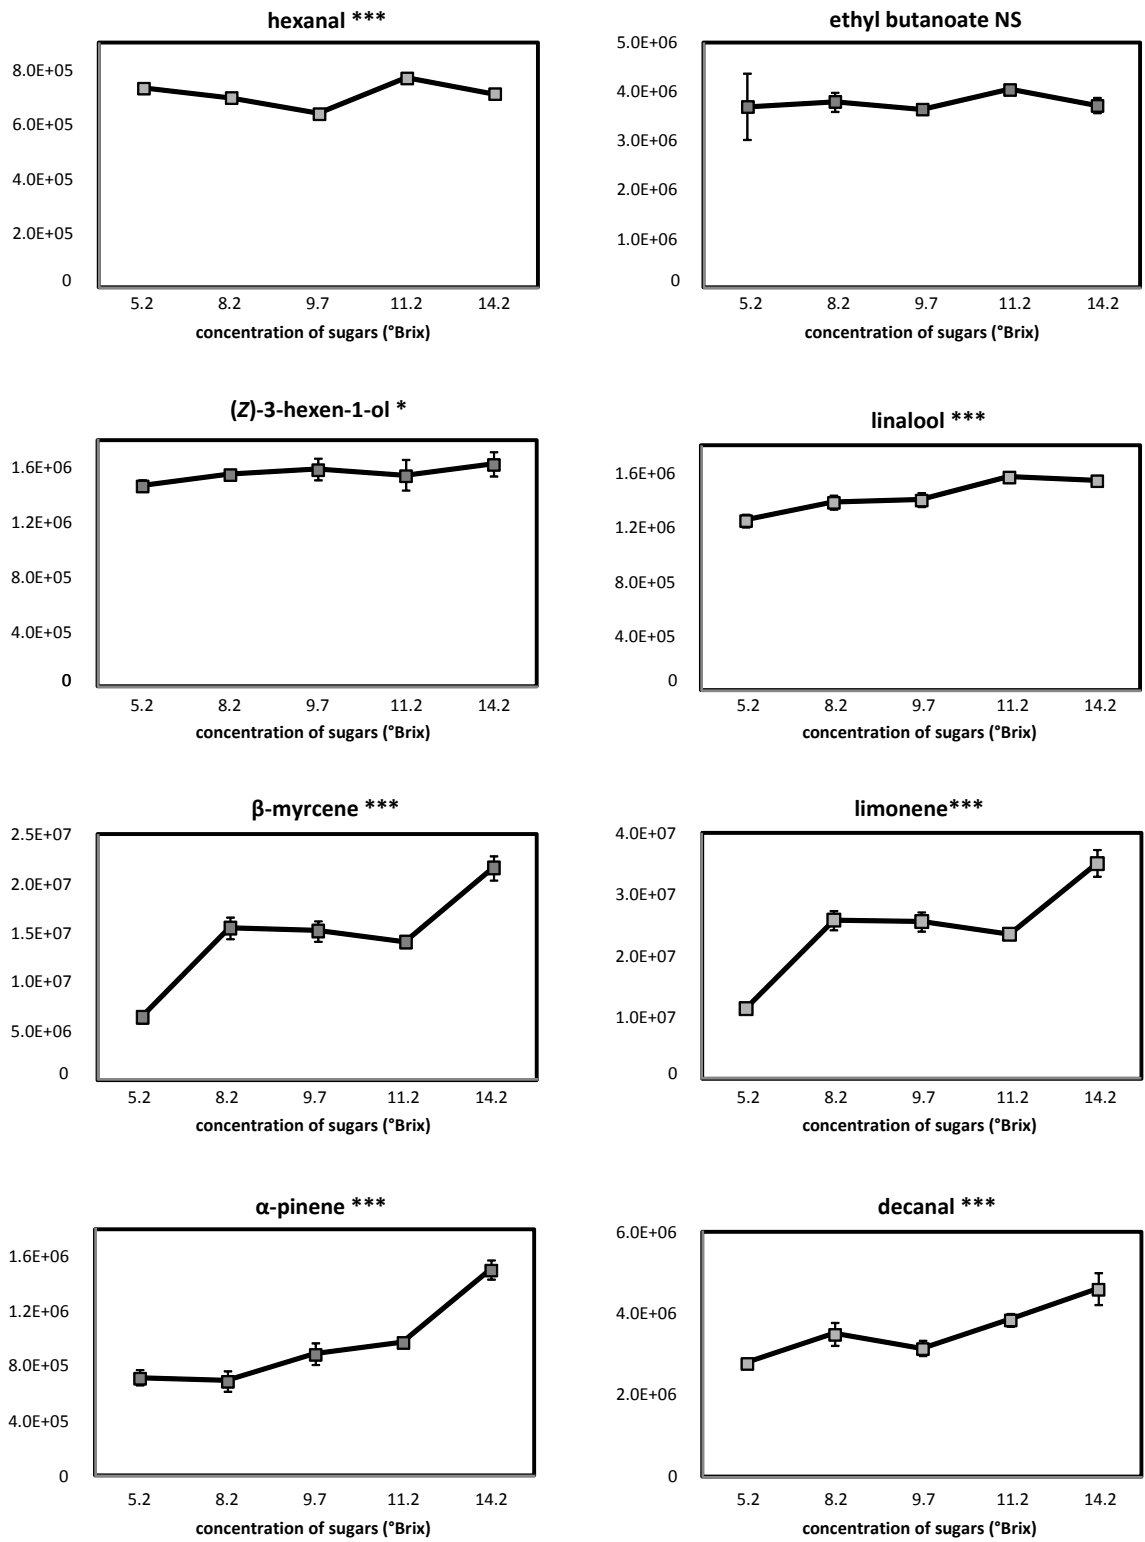 hexanal ***
8.0E+05
6.0E+05
4.0E+05
2.0E+05
0
5.2 8.2 9.7 11.2 14.2
concentration of sugars (°Brix)
ethyl butanoate NS
5.0E+06
4.0E+06
3.0E+06
2.0E+06
1.0E+06
0
5.2 8.2 9.7 11.2 14.2
concentration of sugars (°Brix)
(Z)-3-hexen-1-ol *
1.6E+06
1.2E+06
8.0E+05
4.0E+05
0
5.2 8.2 9.7 11.2 14.2
concentration of sugars (°Brix)
linalool ***
1.6E+06
1.2E+06
8.0E+05
4.0E+05
0
5.2 8.2 9.7 11.2 14.2
concentration of sugars (°Brix)
β-myrcene ***
2.5E+07
2.0E+07
1.5E+07
1.0E+07
5.0E+06
0
5.2 8.2 9.7 11.2 14.2
concentration of sugars (°Brix)
limonene***
4.0E+07
3.0E+07
2.0E+07
1.0E+07
0
5.2 8.2 9.7 11.2 14.2
concentration of sugars (°Brix)
α-pinene ***
1.6E+06
1.2E+06
8.0E+05
4.0E+05
0
5.2 8.2 9.7 11.2 14.2
concentration of sugars (°Brix)
decanal ***
6.0E+06
4.0E+06
2.0E+06
0
5.2 8.2 9.7 11.2 14.2
concentration of sugars (°Brix)